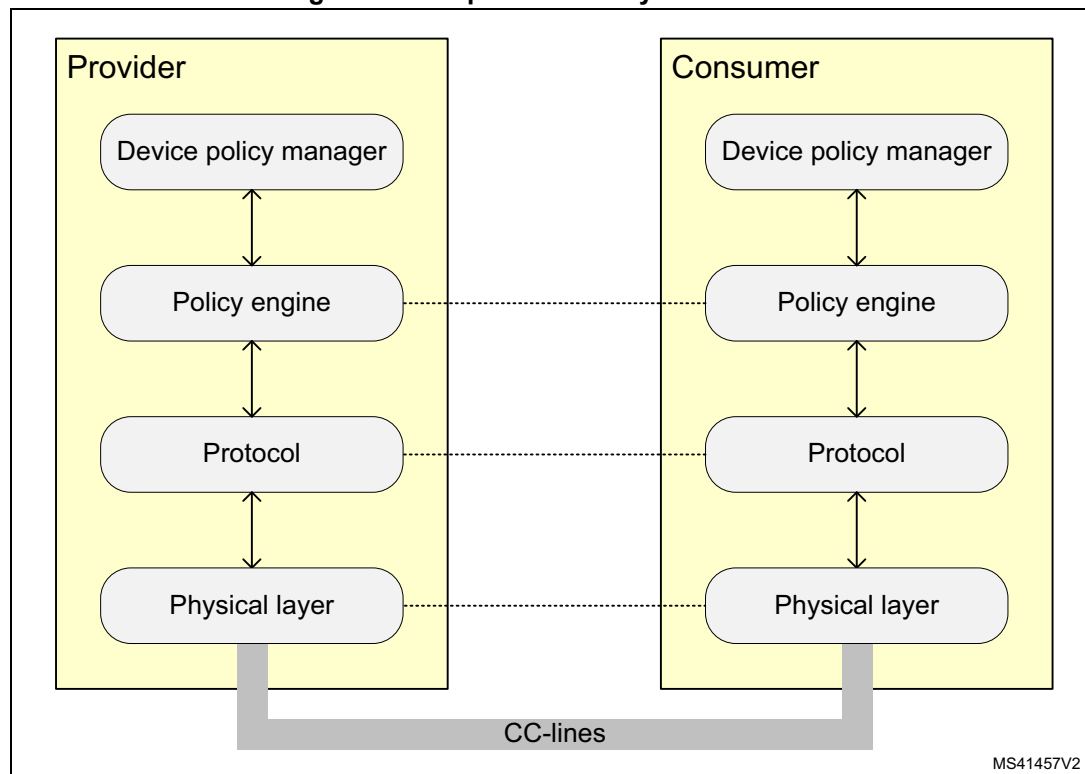 Provider
Consumer
Device policy manager
Device policy manager
Policy engine
Policy engine
Protocol
Protocol
Physical layer
Physical layer
CC-lines
MS41457V2